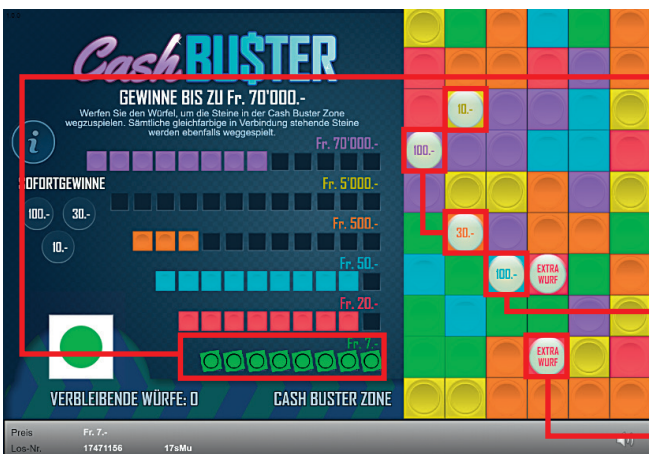 Cash BU$TER
GEWINNE BIS ZU Fr. 70'000.-
Werfen Sie den Würfel, um die Steine in der Cash Buster Zone
wegzuspielen. Sämtliche gleichfarbige in Verbindung stehende Steine
werden ebenfalls weggespielt.
i
Fr. 70'000.-
SOFORTGEWINNE
Fr. 5'000.-
100.- 30.-
Fr. 500.-
10.-
Fr. 50.-
Fr. 20.-
Fr. 7.-
VERBLEIBENDE WÜRFE: 0 CASH BUSTER ZONE
10.-
100.-
30.-
100.- EXTRA
WURF
EXTRA
WURF
Preis Fr. 7.-
Los-Nr. 17471156 17sMu